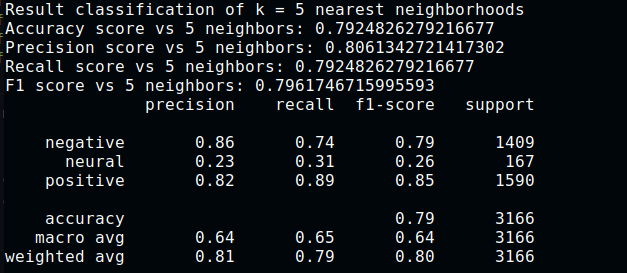 Result classification of k = 5 nearest neighborhoods
Accuracy score vs 5 neighbors: 0.7924826279216677
Precision score vs 5 neighbors: 0.8061342721417302
Recall score vs 5 neighbors: 0.7924826279216677
F1 score vs 5 neighbors: 0.7961746715995593
precision recall f1-score support
negative 0.86 0.74 0.79 1409
neural 0.23 0.31 0.26 167
positive 0.82 0.89 0.85 1590
accuracy 0.79 3166
macro avg 0.64 0.65 0.64 3166
weighted avg 0.81 0.79 0.80 3166